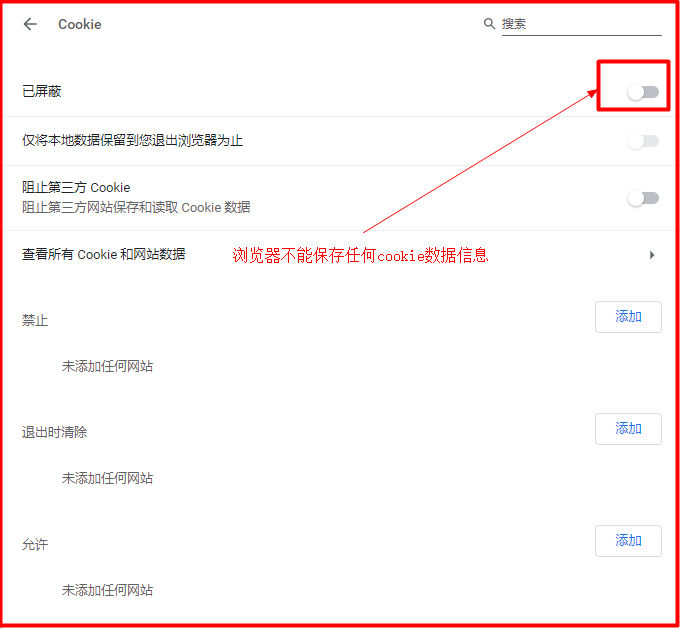 Cookie
搜索
已屏蔽
仅将本地数据保留到您退出浏览器为止
阻止第三方 Cookie
阻止第三方网站保存和读取 Cookie 数据
查看所有 Cookie 和网站数据
浏览器不能保存任何cookie数据信息
禁止
添加
未添加任何网站
退出时清除
添加
未添加任何网站
允许
添加
未添加任何网站